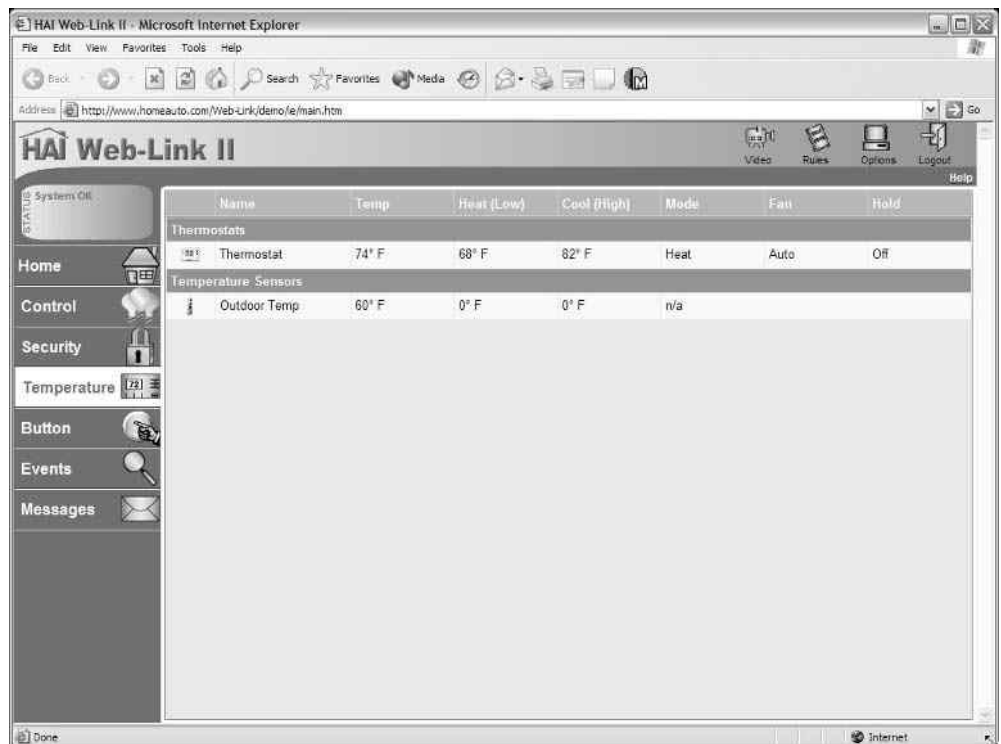 HAI Web-Link II - Microsoft Internet Explorer
File Edit View Favorites Tools Help
Back Search Favorites Media
Address http://www.homeauto.com/Web-Link/demo/ie/main.htm Go
HAI Web-Link II
Video Rules Options Logout
Help
STATUS System OK
Name Temp Heat (Low) Cool (High) Mode Fan Hold
Thermostats
Thermostat 74° F 68° F 82° F Heat Auto Off
Temperature Sensors
Outdoor Temp 60° F 0° F 0° F n/a
Home
Control
Security
Temperature 72
Button
Events
Messages
Done Internet